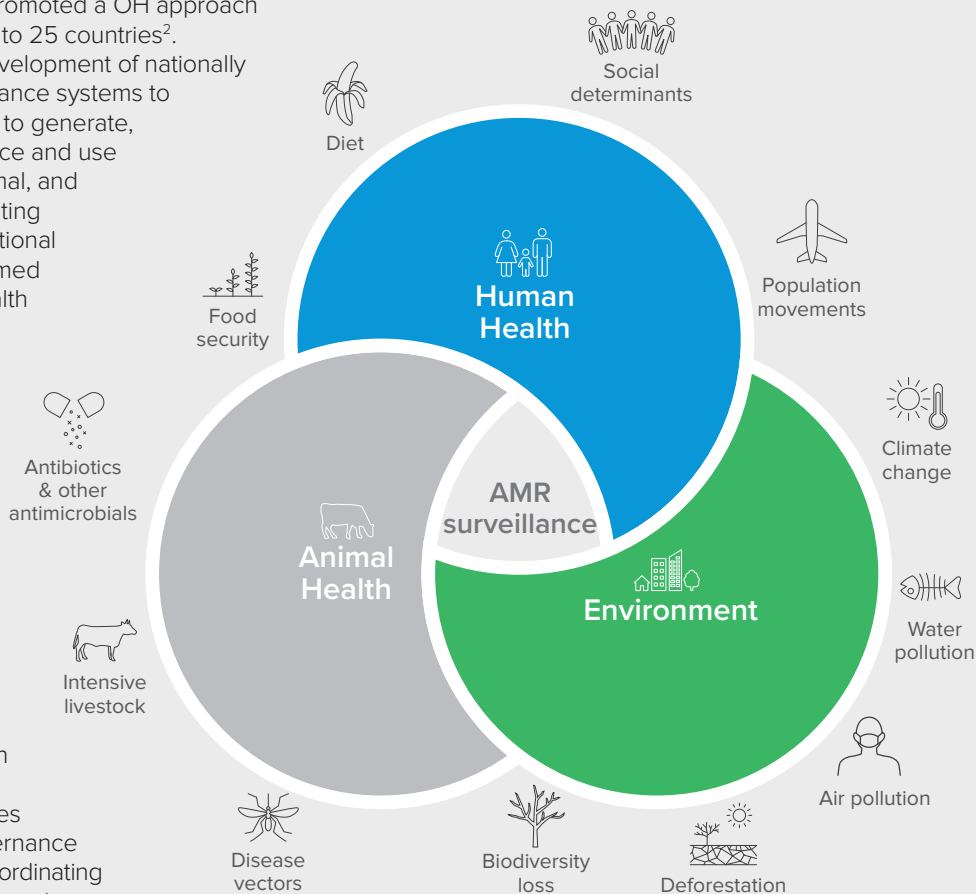 romoted a OH approach
to 25 countries².
velopment of nationally
ance systems to
to generate,
ce and use
nal, and
ting
tional
med
alth
Social
determinants
Diet
Population
movements
Food
security
Human
Health
Climate
change
Antibiotics
& other
antimicrobials
AMR
surveillance
Animal
Health
Environment
Water
pollution
Intensive
livestock
Air pollution
es
ernance
ordinating
Disease
vectors
Biodiversity
loss
Deforestation